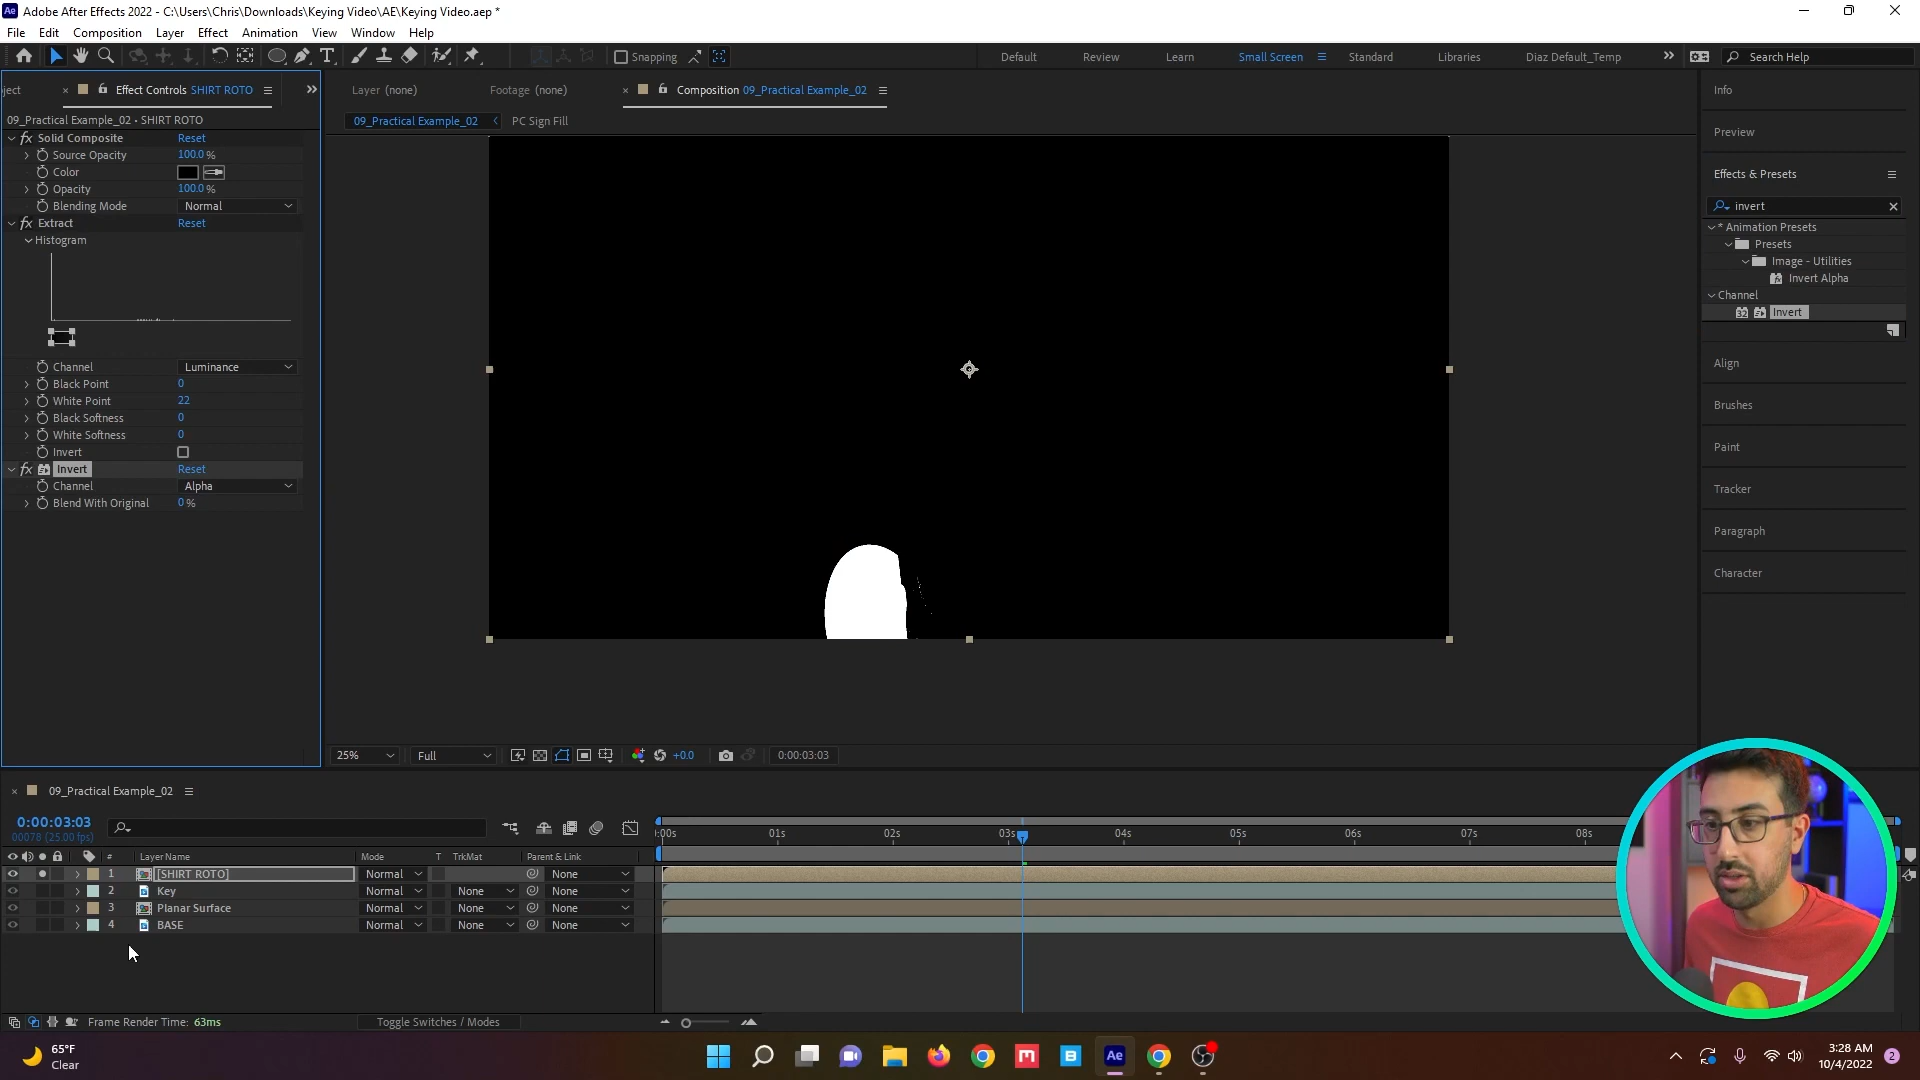 Adobe After Effects 2022 - C:\Users\Chris\Downloads\Keying Video\AE\Keying Video.aep *
File Edit Composition Layer Effect Animation View Window Help
Snapping
Default Review Learn Small Screen Standard Libraries Diaz Default_Temp
Search Help
ject
Effect Controls SHIRT ROTO
Layer (none)
Footage (none)
Composition 09_Practical Example_02
Info
09_Practical Example_02 • SHIRT ROTO
09_Practical Example_02
PC Sign Fill
Preview
fx Solid Composite Reset
Source Opacity 100.0 %
Color
Opacity 100.0 %
Blending Mode Normal
fx Extract Reset
Histogram
Channel Luminance
Black Point 0
White Point 22
Black Softness 0
White Softness 0
Invert
fx Invert Reset
Channel Alpha
Blend With Original 0 %
Effects & Presets
invert
* Animation Presets
Presets
Image - Utilities
Invert Alpha
Channel
32 Invert
Align
Brushes
Paint
Tracker
Paragraph
Character
25% Full +0.0 0:00:03:03
09_Practical Example_02
0:00:03:03
00078 (25.00 fps)
:00s 01s 02s 03s 04s 05s 06s 07s 08s
# Layer Name Mode T TrkMat Parent & Link
1 [SHIRT ROTO] Normal None
2 Key Normal None None
3 Planar Surface Normal None None
4 BASE Normal None None
Frame Render Time: 63ms
Toggle Switches / Modes
65°F
Clear
Ae
3:28 AM
10/4/2022
2